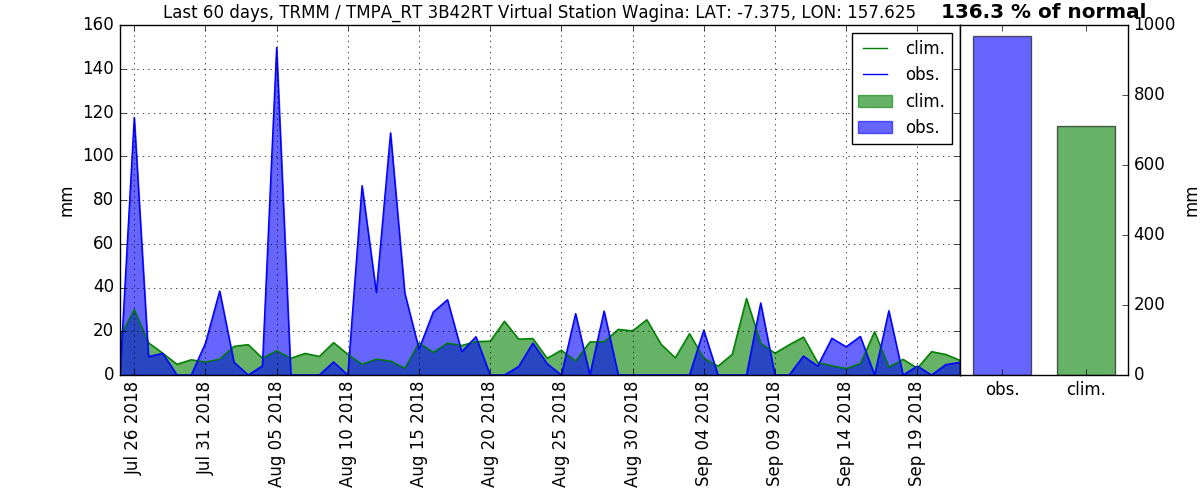 Last 60 days, TRMM / TMPA_RT 3B42RT Virtual Station Wagina: LAT: -7.375, LON: 157.625
136.3 % of normal
160
140
120
100
80
60
40
20
0
mm
clim.
obs.
clim.
obs.
Jul 26 2018
Jul 31 2018
Aug 05 2018
Aug 10 2018
Aug 15 2018
Aug 20 2018
Aug 25 2018
Aug 30 2018
Sep 04 2018
Sep 09 2018
Sep 14 2018
Sep 19 2018
1000
800
600
400
200
0
mm
obs.
clim.